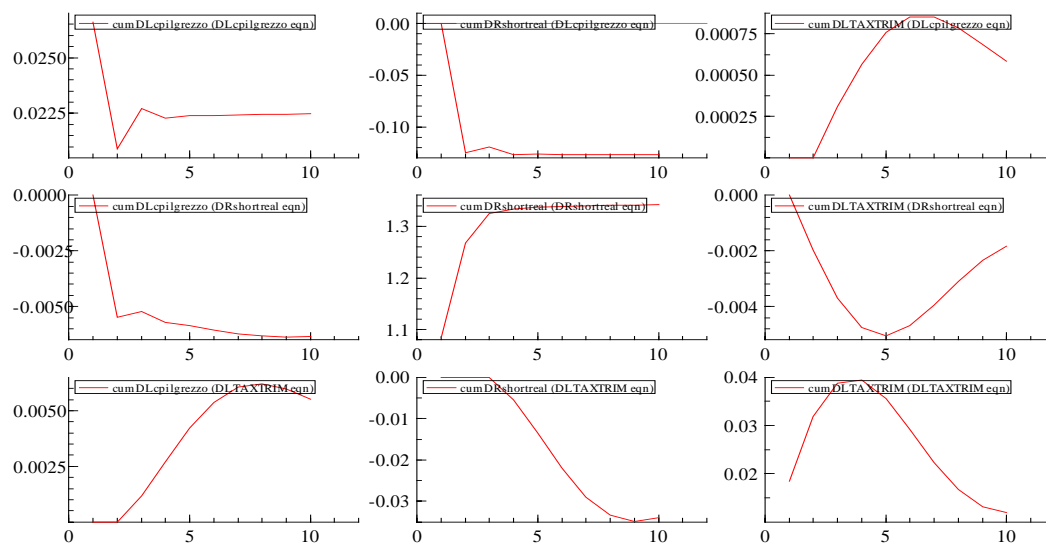 cumDLcpilgrezzo (DLcpilgrezzo eqn)
0.0250
0.0225
0 5 10
cumDRshortreal (DLcpilgrezzo eqn)
0.00
-0.05
-0.10
0 5 10
cumDLTAXTRIM (DLcpilgrezzo eqn)
0.00075
0.00050
0.00025
0 5 10
cumDLcpilgrezzo (DRshortreal eqn)
0.0000
-0.0025
-0.0050
0 5 10
cumDRshortreal (DRshortreal eqn)
1.3
1.2
1.1
0 5 10
cumDLTAXTRIM (DRshortreal eqn)
0.000
-0.002
-0.004
0 5 10
cumDLcpilgrezzo (DLTAXTRIM eqn)
0.0050
0.0025
0 5 10
cumDRshortreal (DLTAXTRIM eqn)
0.00
-0.01
-0.02
-0.03
0 5 10
cumDLTAXTRIM (DLTAXTRIM eqn)
0.04
0.03
0.02
0 5 10